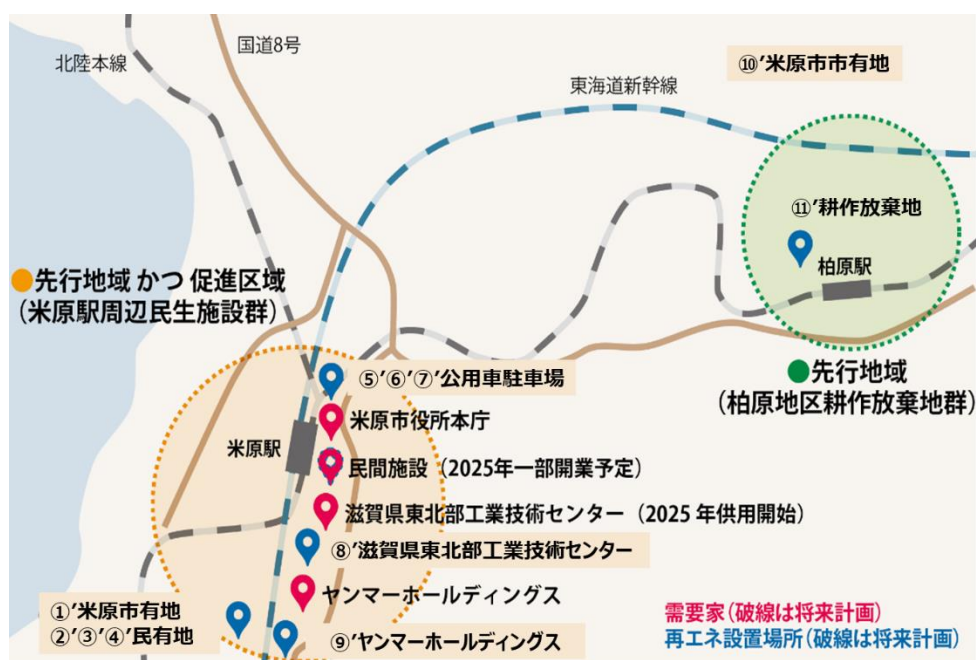 国道8号
北陸本線
⑩’米原市市有地
東海道新幹線
⑪’耕作放棄地
柏原駅
●先行地域 かつ 促進区域
(米原駅周辺民生施設群)
●先行地域
(柏原地区耕作放棄地群)
⑤’⑥’⑦’公用車駐車場
米原市役所本庁
米原駅
民間施設（2025年一部開業予定）
滋賀県東北部工業技術センター（2025 年供用開始）
⑧’滋賀県東北部工業技術センター
ヤンマーホールディングス
①’米原市有地
②’③’④’民有地
⑨’ヤンマーホールディングス
需要家(破線は将来計画)
再エネ設置場所(破線は将来計画)